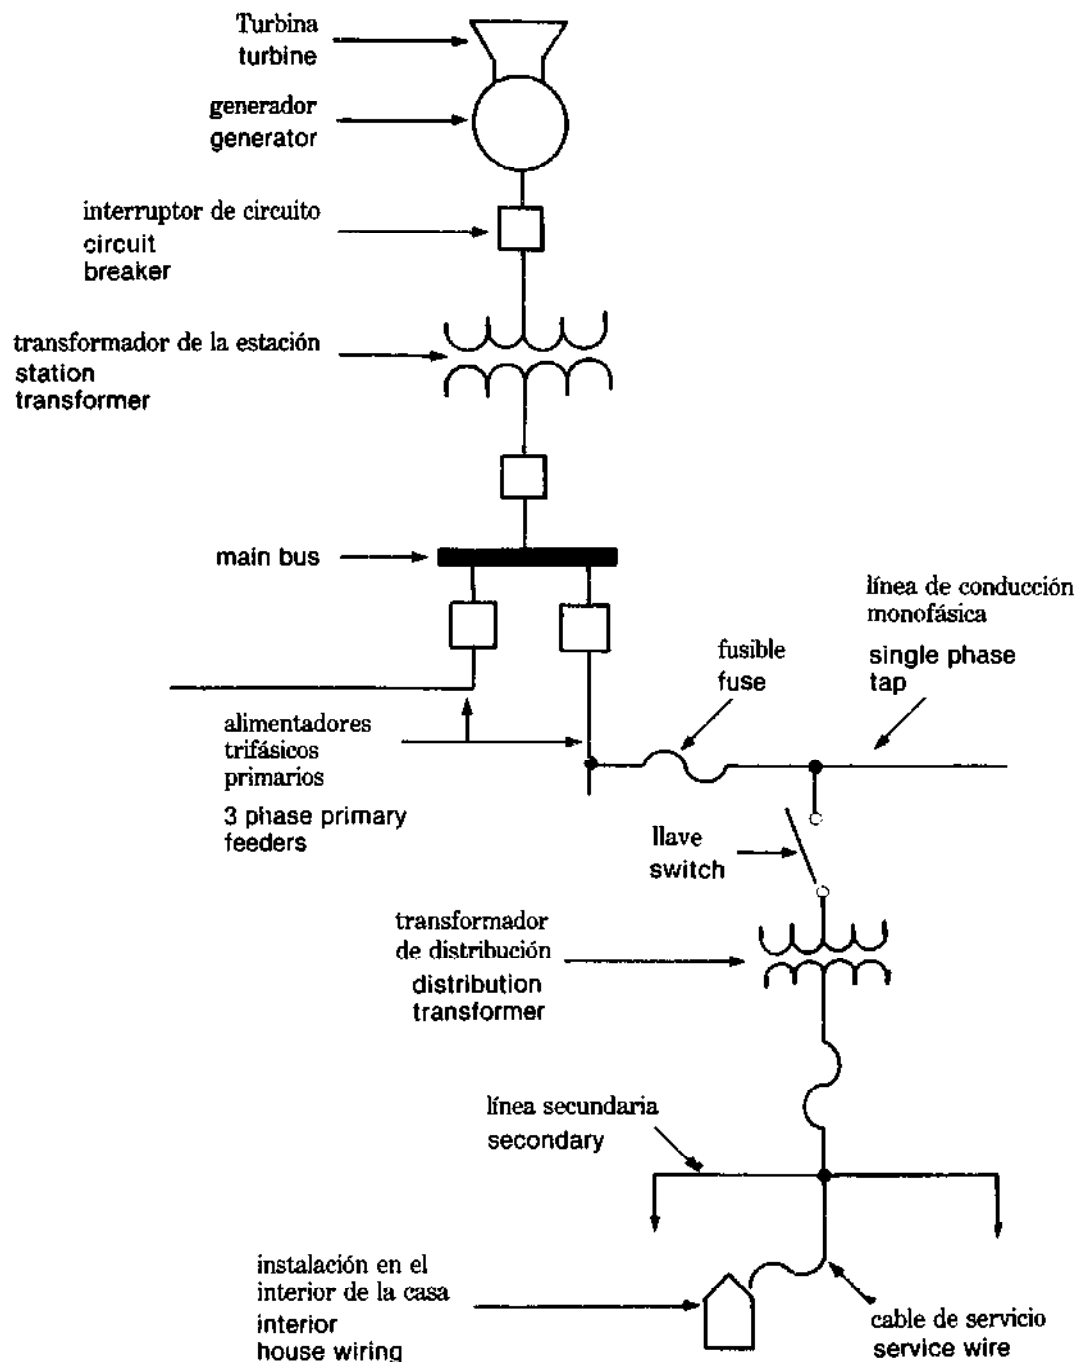 Turbina
turbine
generador
generator
interruptor de circuito
circuit
breaker
transformador de la estación
station
transformer
main bus
línea de conducción
monofásica
single phase
tap
fusible
fuse
alimentadores
trifásicos
primarios
3 phase primary
feeders
llave
switch
transformador
de distribución
distribution
transformer
línea secundaria
secondary
instalación en el
interior de la casa
interior
house wiring
cable de servicio
service wire